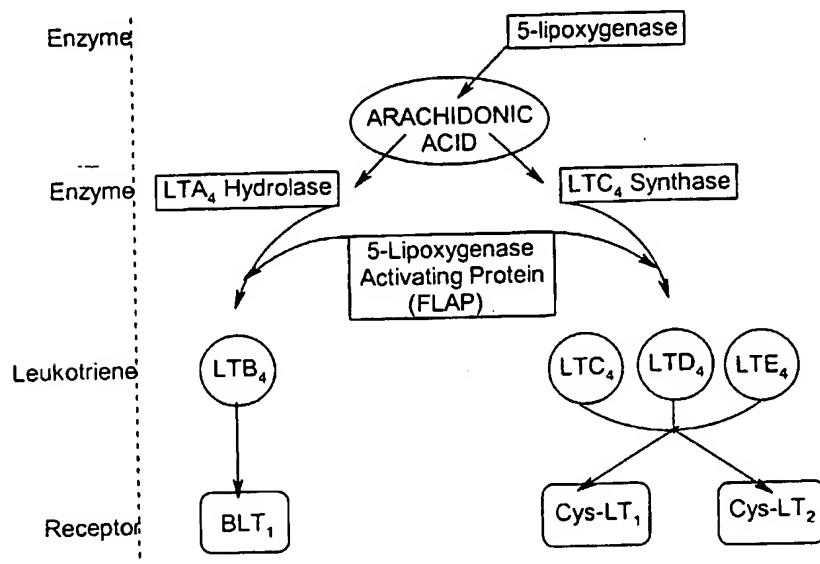 Enzyme
5-lipoxygenase
ARACHIDONIC
ACID
Enzyme
LTA₄ Hydrolase
LTC₄ Synthase
5-Lipoxygenase
Activating Protein
(FLAP)
Leukotriene
LTB₄
LTC₄
LTD₄
LTE₄
Receptor
BLT₁
Cys-LT₁
Cys-LT₂